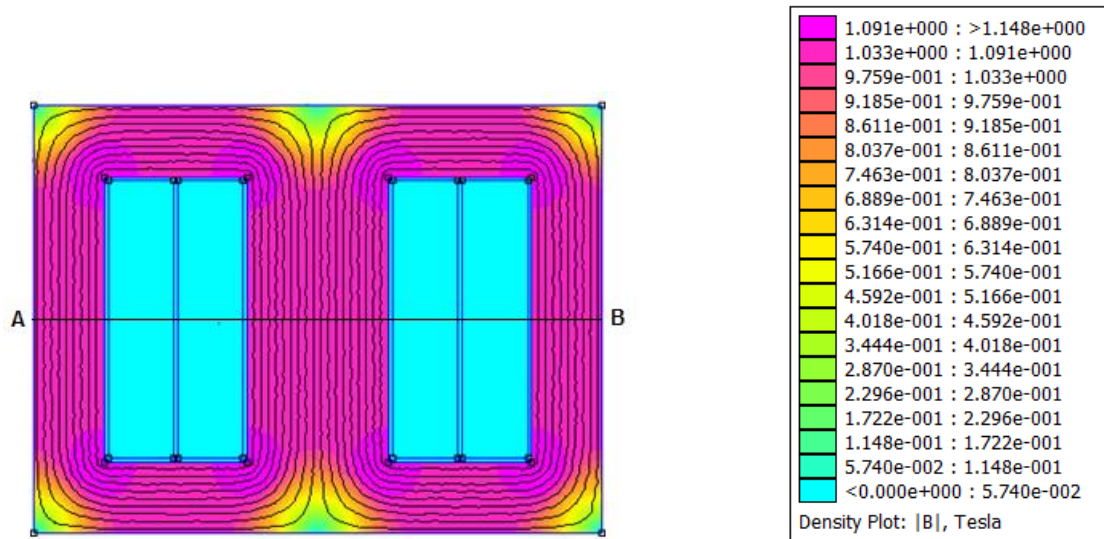 1.091e+000 : >1.148e+000
1.033e+000 : 1.091e+000
9.759e-001 : 1.033e+000
9.185e-001 : 9.759e-001
8.611e-001 : 9.185e-001
8.037e-001 : 8.611e-001
7.463e-001 : 8.037e-001
6.889e-001 : 7.463e-001
6.314e-001 : 6.889e-001
5.740e-001 : 6.314e-001
5.166e-001 : 5.740e-001
4.592e-001 : 5.166e-001
4.018e-001 : 4.592e-001
3.444e-001 : 4.018e-001
2.870e-001 : 3.444e-001
2.296e-001 : 2.870e-001
1.722e-001 : 2.296e-001
1.148e-001 : 1.722e-001
5.740e-002 : 1.148e-001
<0.000e+000 : 5.740e-002
Density Plot: |B|, Tesla
A
B